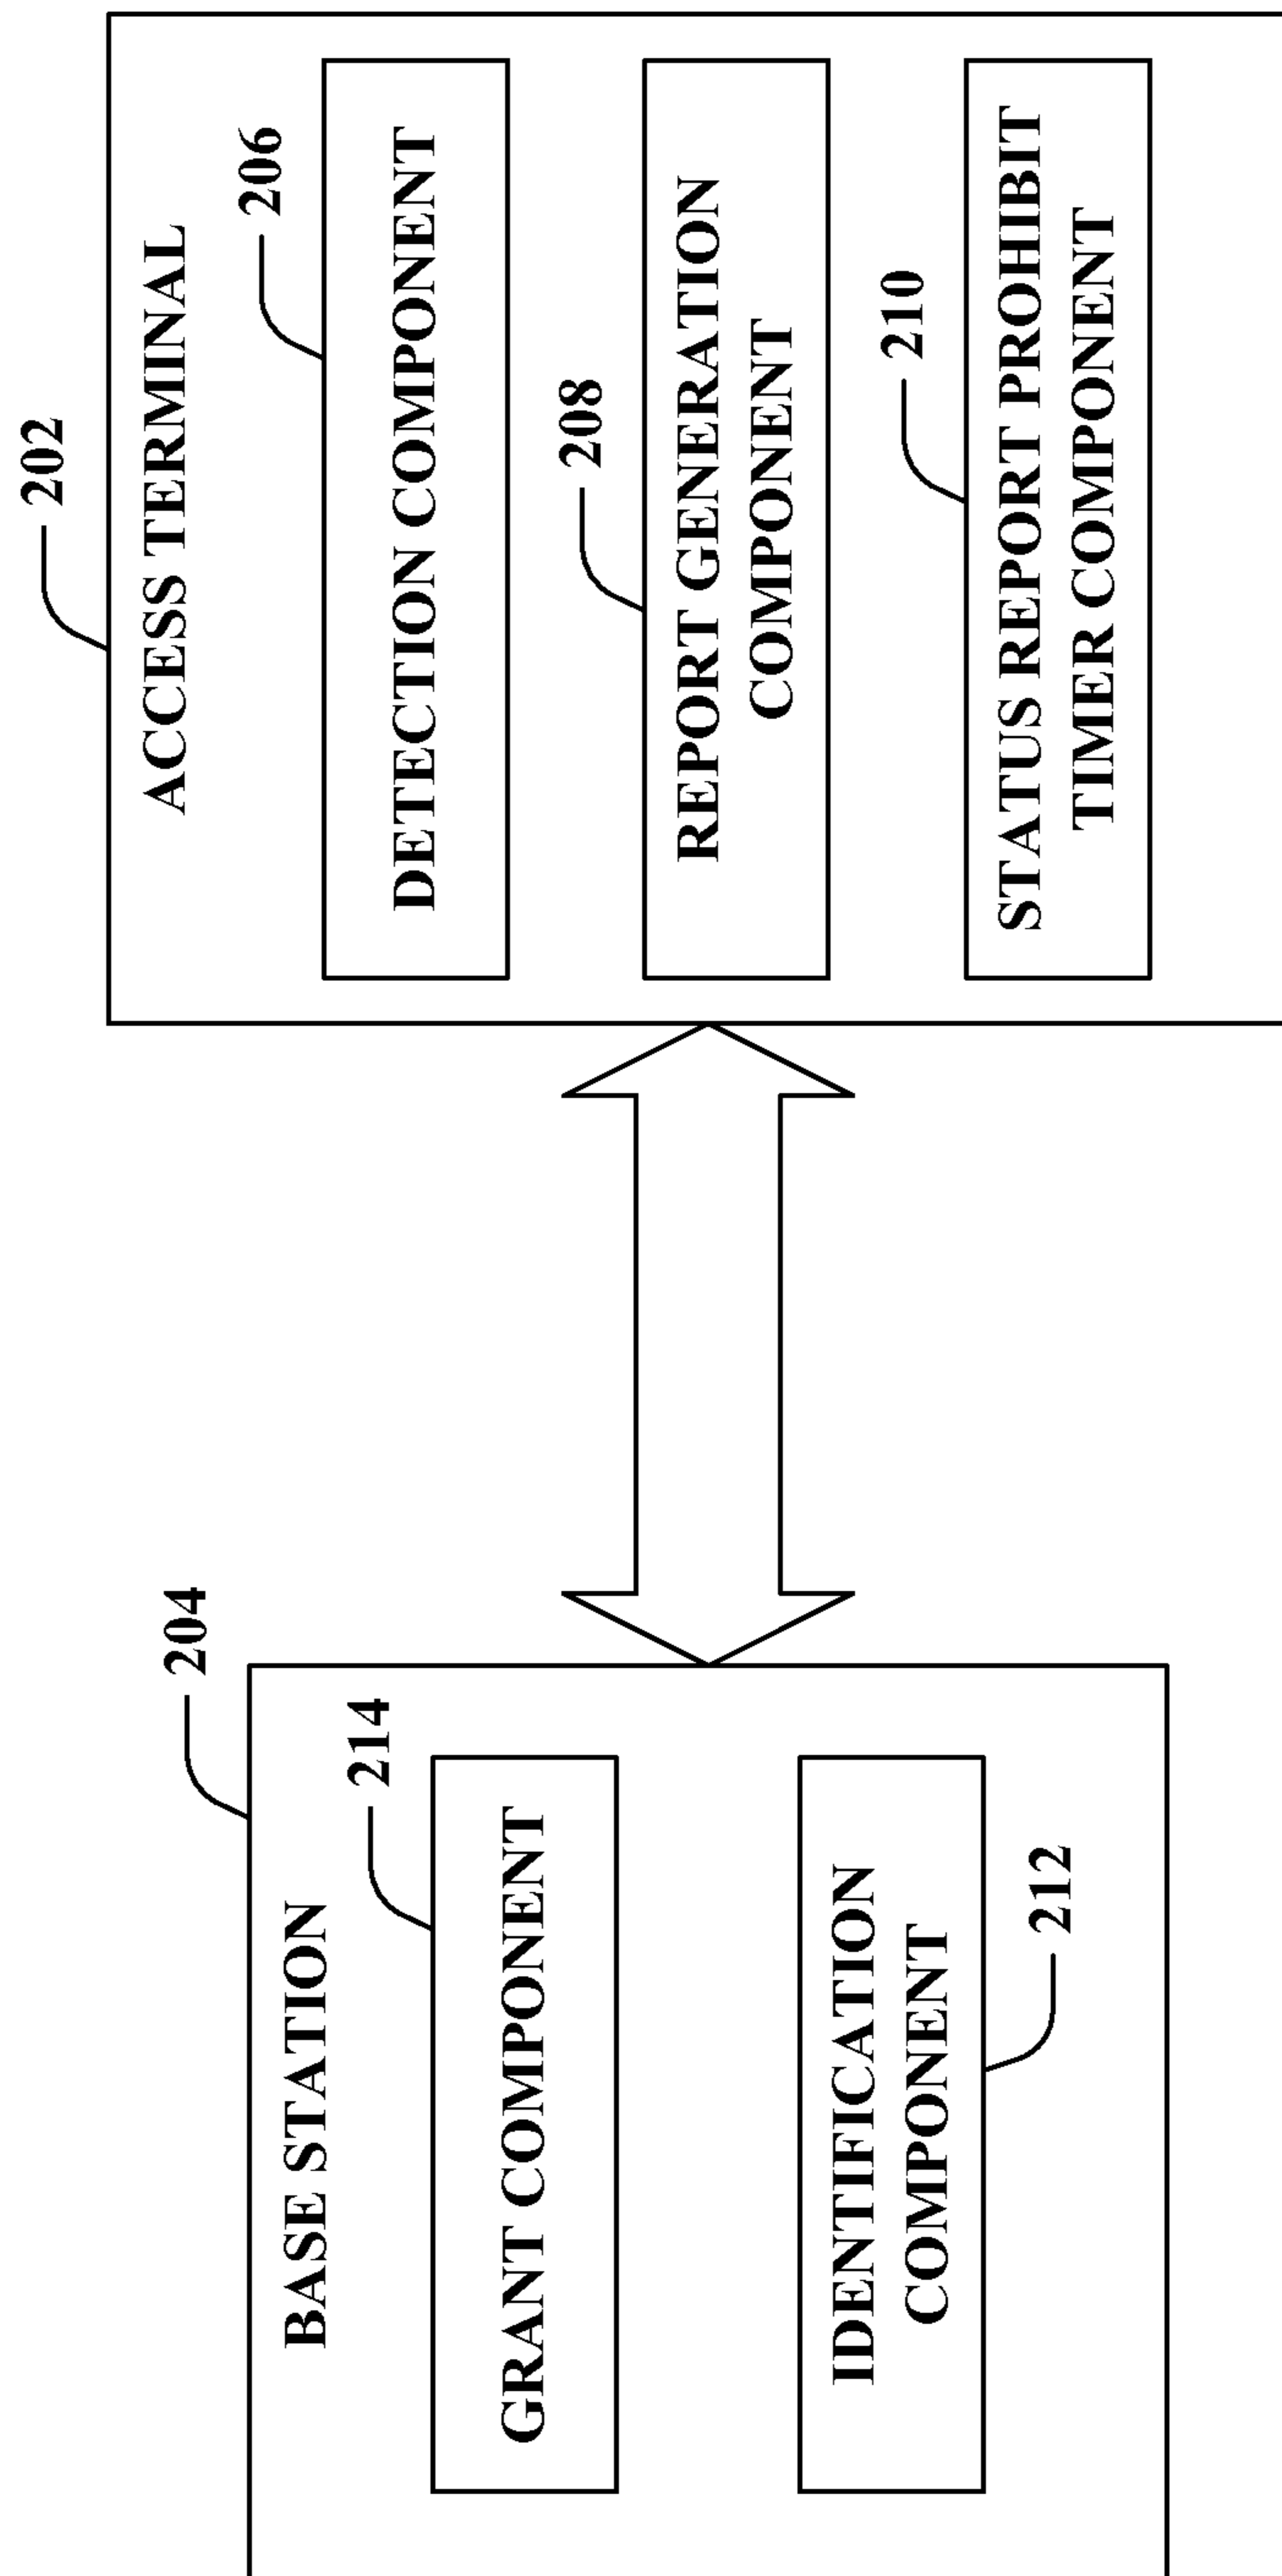 204
BASE STATION
214
GRANT COMPONENT
IDENTIFICATION
COMPONENT
212
202
ACCESS TERMINAL
206
DETECTION COMPONENT
208
REPORT GENERATION
COMPONENT
210
STATUS REPORT PROHIBIT
TIMER COMPONENT